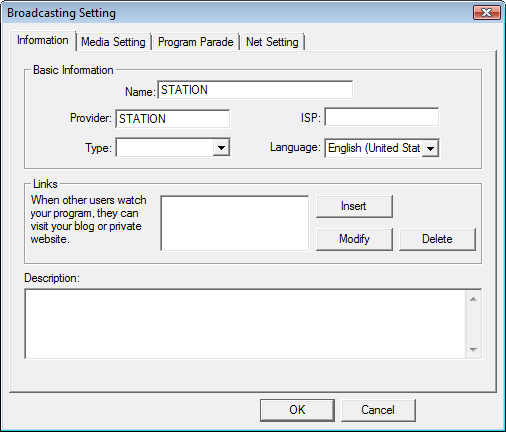 Broadcasting Setting
Information Media Setting Program Parade Net Setting
Basic Information
Name: STATION
Provider: STATION ISP:
Type: Language: English (United Stat
Links
When other users watch
your program, they can
visit your blog or private
website.
Insert
Modify Delete
Description:
OK Cancel